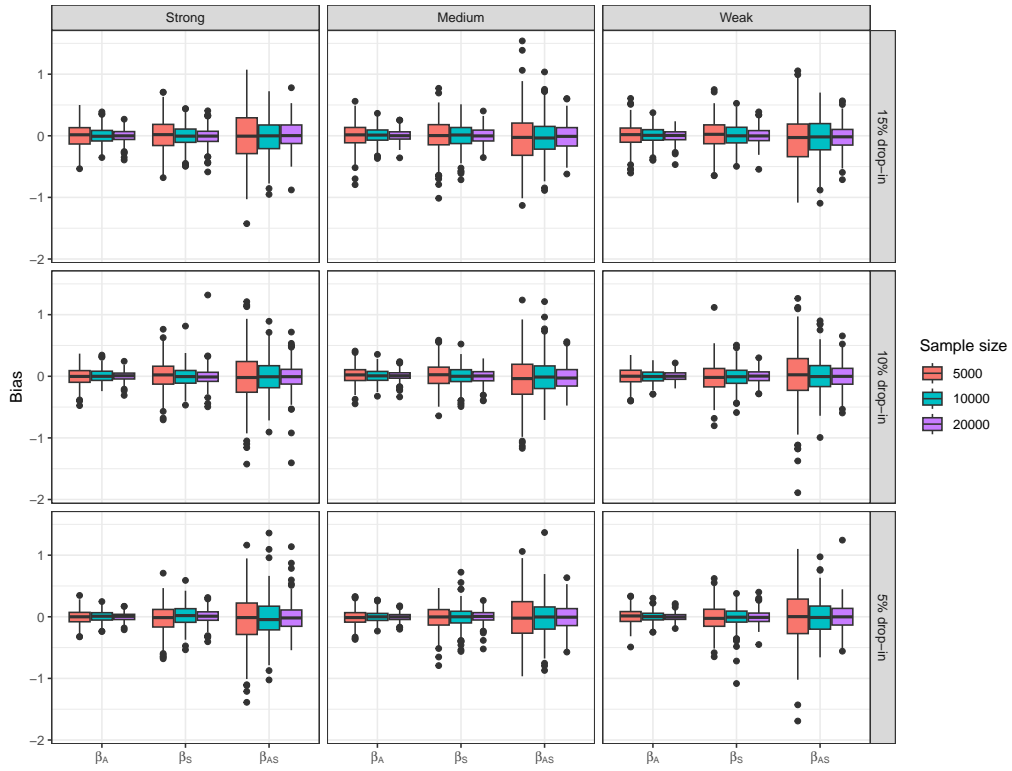 Strong Medium Weak
1
0
−1
−2
15% drop−in
1
0
−1
−2
10% drop−in
1
0
−1
−2
5% drop−in
Bias
βA βS βAS βA βS βAS βA βS βAS
Sample size
5000
10000
20000